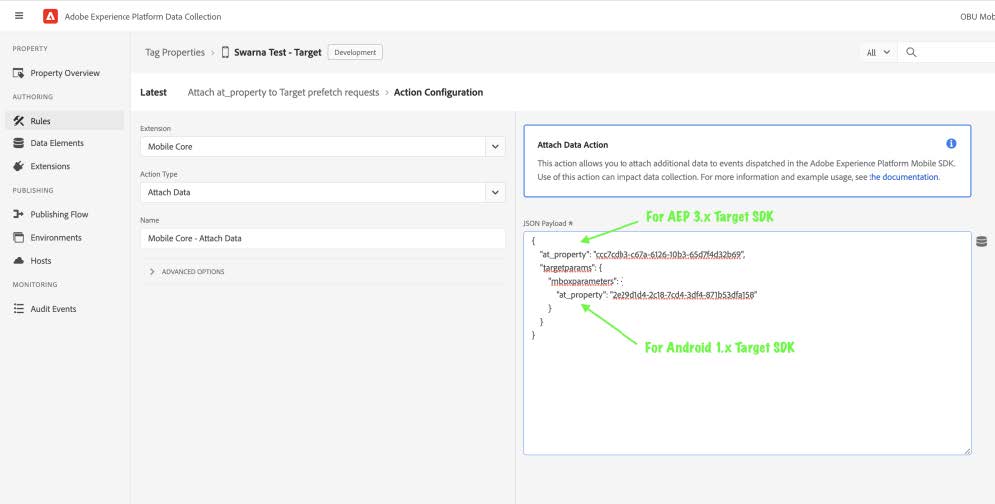 Adobe Experience Platform Data Collection
OBU Mob
PROPERTY
Property Overview
AUTHORING
Rules
Data Elements
Extensions
PUBLISHING
Publishing Flow
Environments
Hosts
MONITORING
Audit Events
Tag Properties > Swarna Test - Target Development
All
Latest Attach at_property to Target prefetch requests > Action Configuration
Extension
Mobile Core
Action Type
Attach Data
Name
Mobile Core - Attach Data
ADVANCED OPTIONS
Attach Data Action
This action allows you to attach additional data to events dispatched in the Adobe Experience Platform Mobile SDK.
Use of this action can impact data collection. For more information and example usage, see the documentation.
JSON Payload *
For AEP 3.x Target SDK
{
"at_property": "ccc7cdb3-c67a-6126-10b3-65d7f4d32b69",
"targetparams": {
"mboxparameters": {
"at_property": "2e29d1d4-2c18-7cd4-3df4-871b53dfa158"
}
}
}
For Android 1.x Target SDK